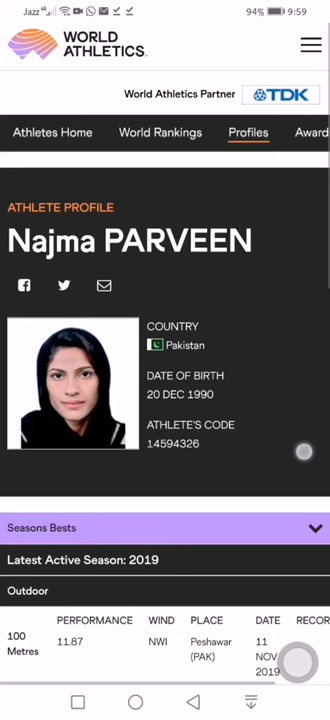 Jazz 94% 9:59
WORLD
ATHLETICS.
World Athletics Partner TDK
Athletes Home World Rankings Profiles Award
ATHLETE PROFILE
Najma PARVEEN
COUNTRY
Pakistan
DATE OF BIRTH
20 DEC 1990
ATHLETE'S CODE
14594326
Seasons Bests
Latest Active Season: 2019
Outdoor
PERFORMANCE WIND PLACE DATE RECOR
100 Metres 11.87 NWI Peshawar (PAK) 11 NOV 2019